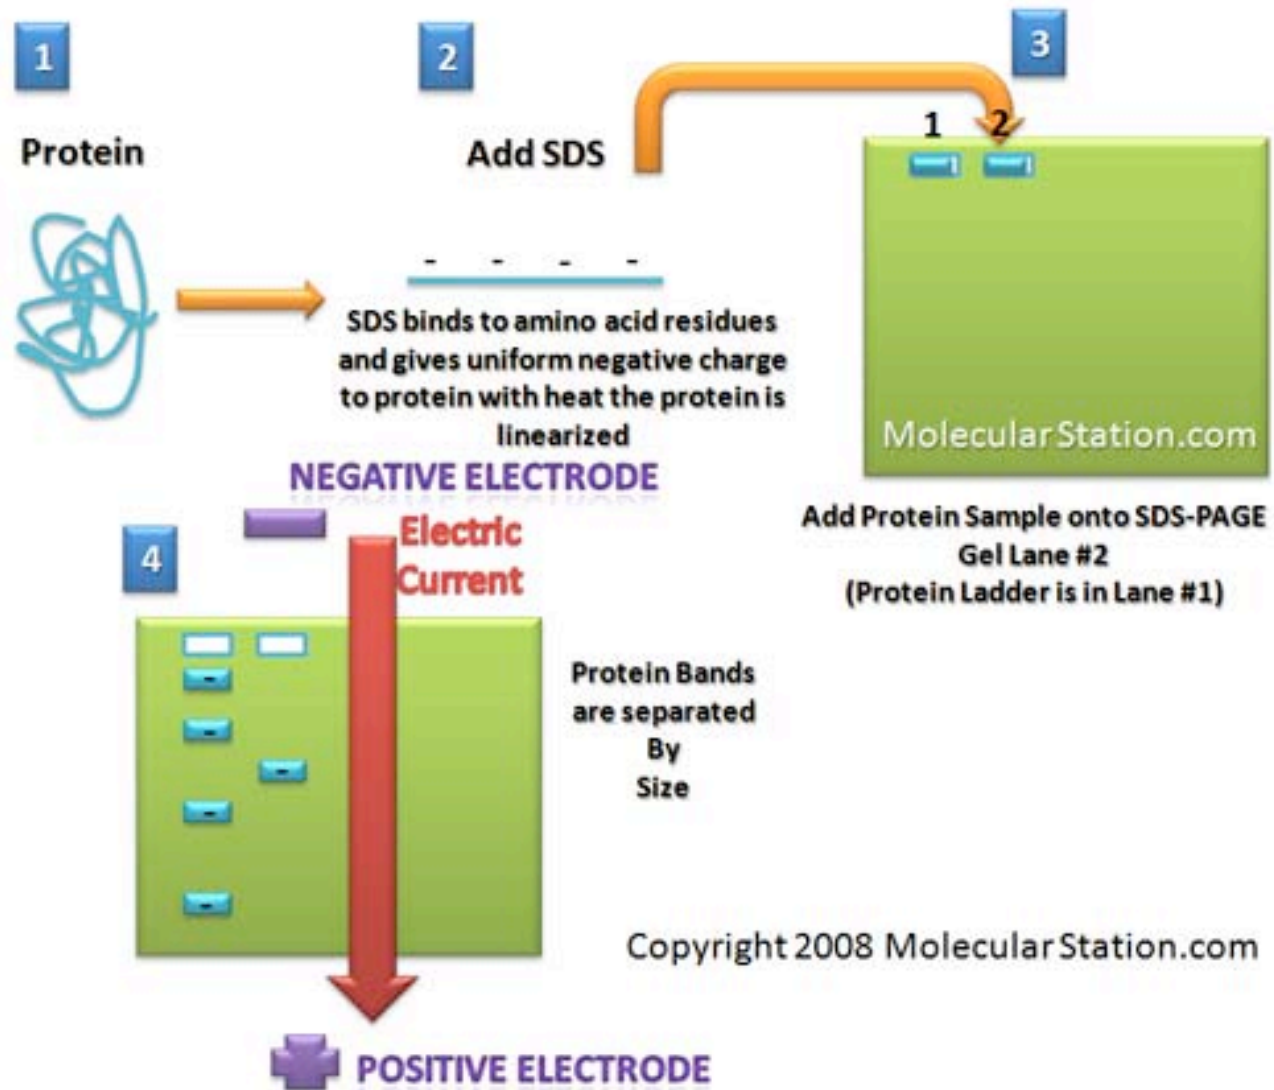 1
Protein
2
Add SDS
- - - -
SDS binds to amino acid residues
and gives uniform negative charge
to protein with heat the protein is
linearized
3
1 2
MolecularStation.com
Add Protein Sample onto SDS-PAGE
Gel Lane #2
(Protein Ladder is in Lane #1)
4
NEGATIVE ELECTRODE
Electric
Current
-
-
-
-
-
Protein Bands
are separated
By
Size
POSITIVE ELECTRODE
Copyright 2008 MolecularStation.com